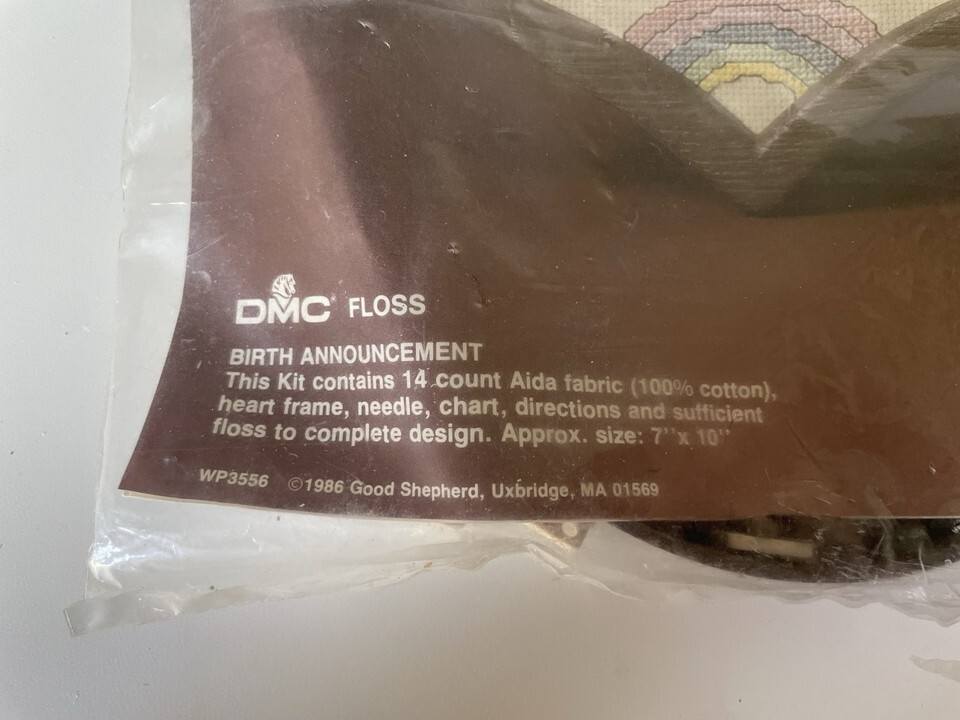 DMC FLOSS
BIRTH ANNOUNCEMENT
This Kit contains 14 count Aida fabric (100% cotton),
heart frame, needle, chart, directions and sufficient
floss to complete design. Approx. size: 7"x 10"
WP3556 ©1986 Good Shepherd, Uxbridge, MA 01569